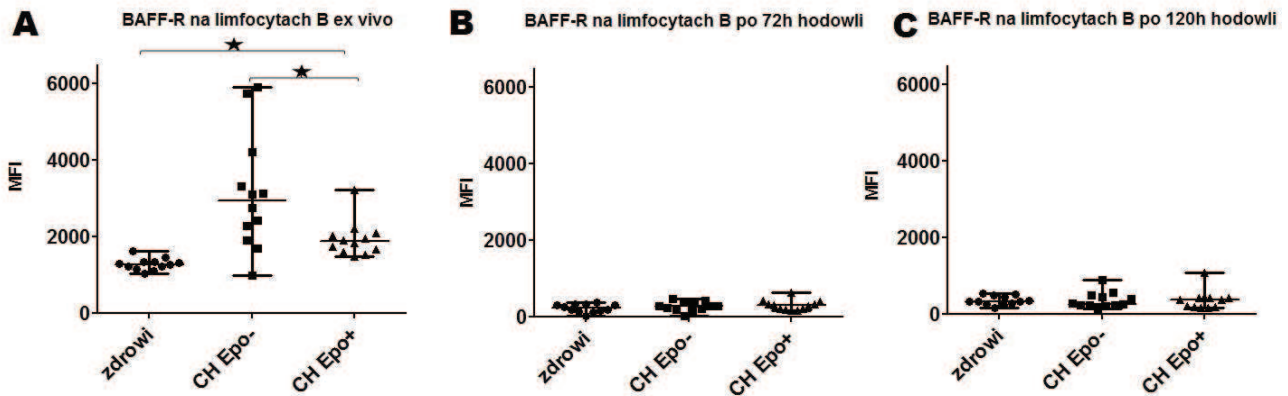 A
BAFF-R na limfocytach B ex vivo
MFI
6000
4000
2000
0
zdrowi
CH Epo-
CH Epo+
B
BAFF-R na limfocytach B po 72h hodowli
MFI
6000
4000
2000
0
zdrowi
CH Epo-
CH Epo+
C
BAFF-R na limfocytach B po 120h hodowli
MFI
6000
4000
2000
0
zdrowi
CH Epo-
CH Epo+